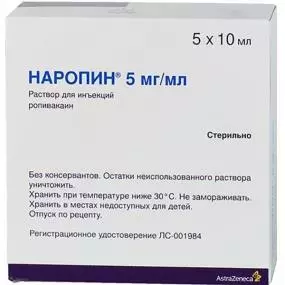 5 x 10 мл
НАРОПИН® 5 мг/мл
Раствор для инъекций
ропивакаин
Стерильно
Без консервантов. Остатки неиспользованного раствора
уничтожить.
Хранить при температуре ниже 30°С. Не замораживать.
Хранить в местах недоступных для детей.
Отпуск по рецепту.
Регистрационное удостоверение ЛС-001984
AstraZeneca